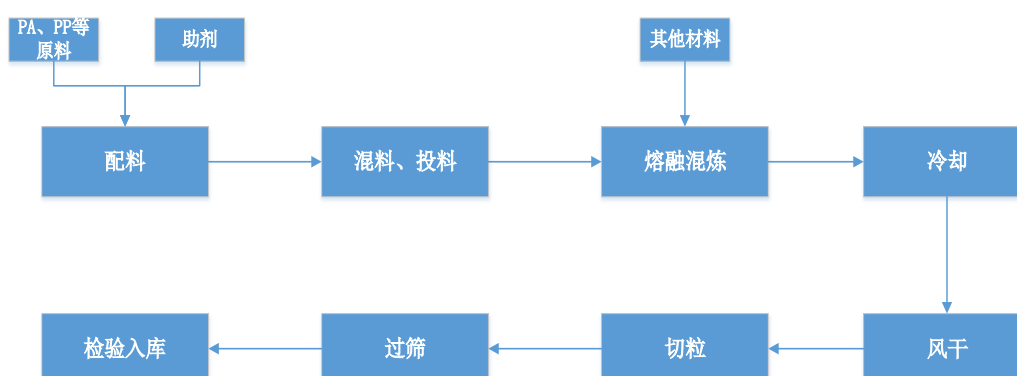 PA、PP等
原料
助剂
其他材料
配料
混料、投料
熔融混炼
冷却
检验入库
过筛
切粒
风干